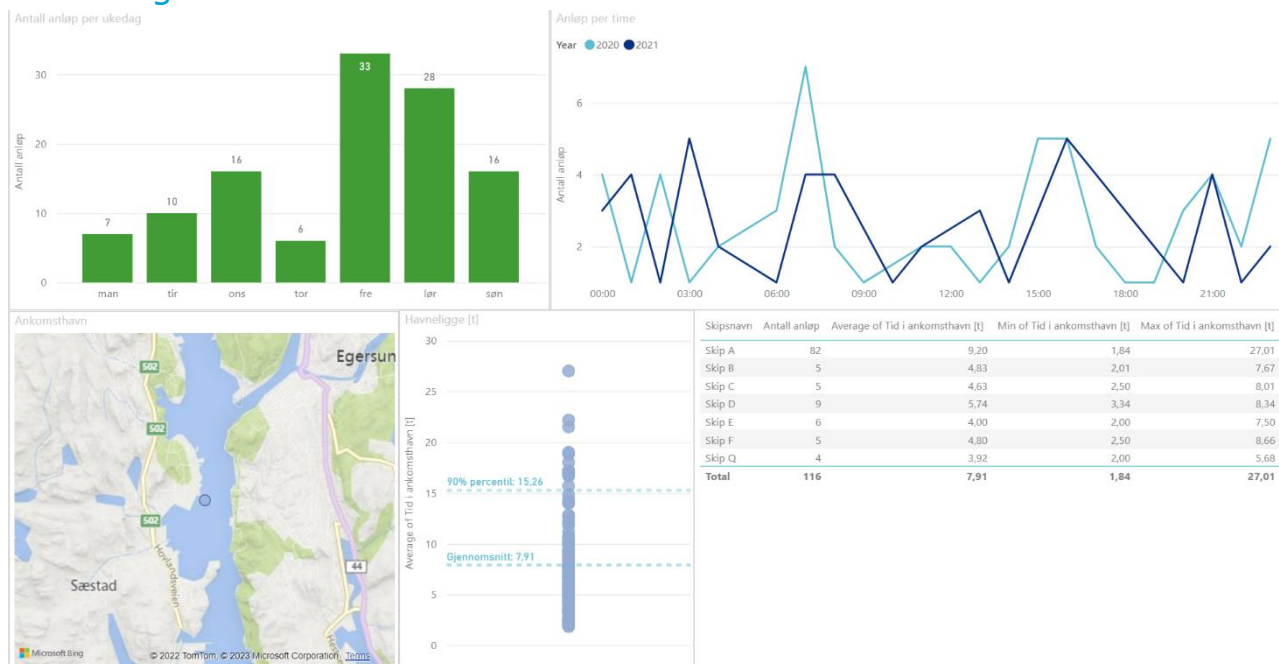 Antall anløp per ukedag
Antall anløp
30
20
10
0
7
10
16
6
33
28
16
man
tir
ons
tor
fre
lør
søn
Anløp per time
Year 2020 2021
Antall anløp
6
4
2
00:00
03:00
06:00
09:00
12:00
15:00
18:00
21:00
Ankomsthavn
502
Egersun
502
502
Hovlandsveien
Sæstad
44
Microsoft Bing
© 2022 TomTom, © 2023 Microsoft Corporation Terms
Havneligge [t]
Average of Tid i ankomsthavn [t]
30
25
20
15
10
5
0
90% percentil: 15,26
Gjennomsnitt: 7,91
Skipsnavn Antall anløp Average of Tid i ankomsthavn [t] Min of Tid i ankomsthavn [t] Max of Tid i ankomsthavn [t]
Skip A 82 9,20 1,84 27,01
Skip B 5 4,83 2,01 7,67
Skip C 5 4,63 2,50 8,01
Skip D 9 5,74 3,34 8,34
Skip E 6 4,00 2,00 7,50
Skip F 5 4,80 2,50 8,66
Skip Q 4 3,92 2,00 5,68
Total 116 7,91 1,84 27,01